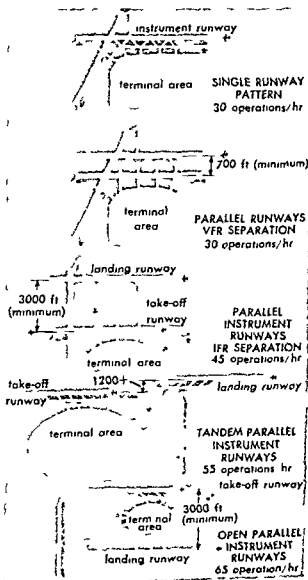 instrument runway
terminal area
SINGLE RUNWAY
PATTERN
30 operations/hr
700 ft (minimum)
terminal
area
PARALLEL RUNWAYS
VFR SEPARATION
30 operations/hr
landing runway
3000 ft
(minimum)
take-off
runway
PARALLEL
INSTRUMENT
RUNWAYS
IFR SEPARATION
45 operations/hr
terminal area
take-off
runway
1200+
landing runway
terminal area
TANDEM PARALLEL
INSTRUMENT
RUNWAYS
55 operations hr
take-off runway
terminal
area
3000 ft
(minimum)
OPEN PARALLEL
INSTRUMENT
RUNWAYS
65 operations/hr
landing runway